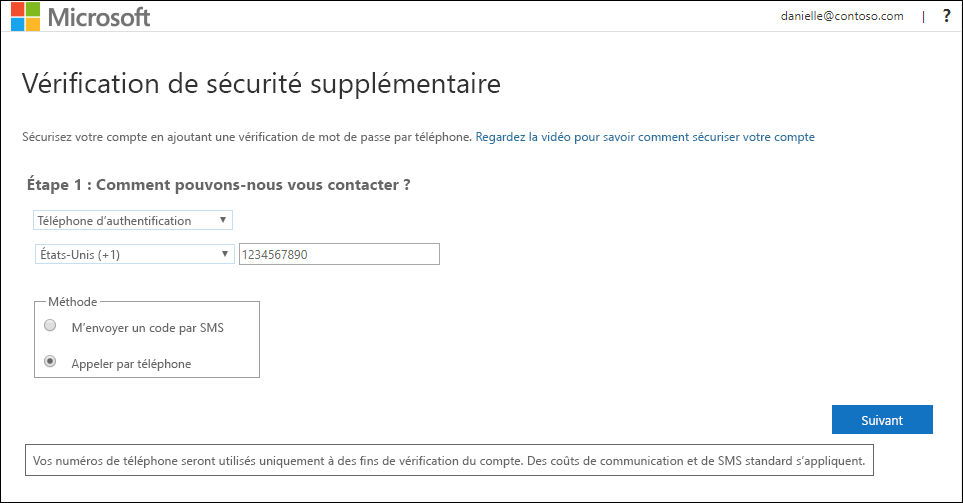 Microsoft
danielle@contoso.com | ?
Vérification de sécurité supplémentaire
Sécurisez votre compte en ajoutant une vérification de mot de passe par téléphone. Regardez la vidéo pour savoir comment sécuriser votre compte
Étape 1 : Comment pouvons-nous vous contacter ?
Téléphone d’authentification
États-Unis (+1) 1234567890
Méthode
M’envoyer un code par SMS
Appeler par téléphone
Suivant
Vos numéros de téléphone seront utilisés uniquement à des fins de vérification du compte. Des coûts de communication et de SMS standard s’appliquent.